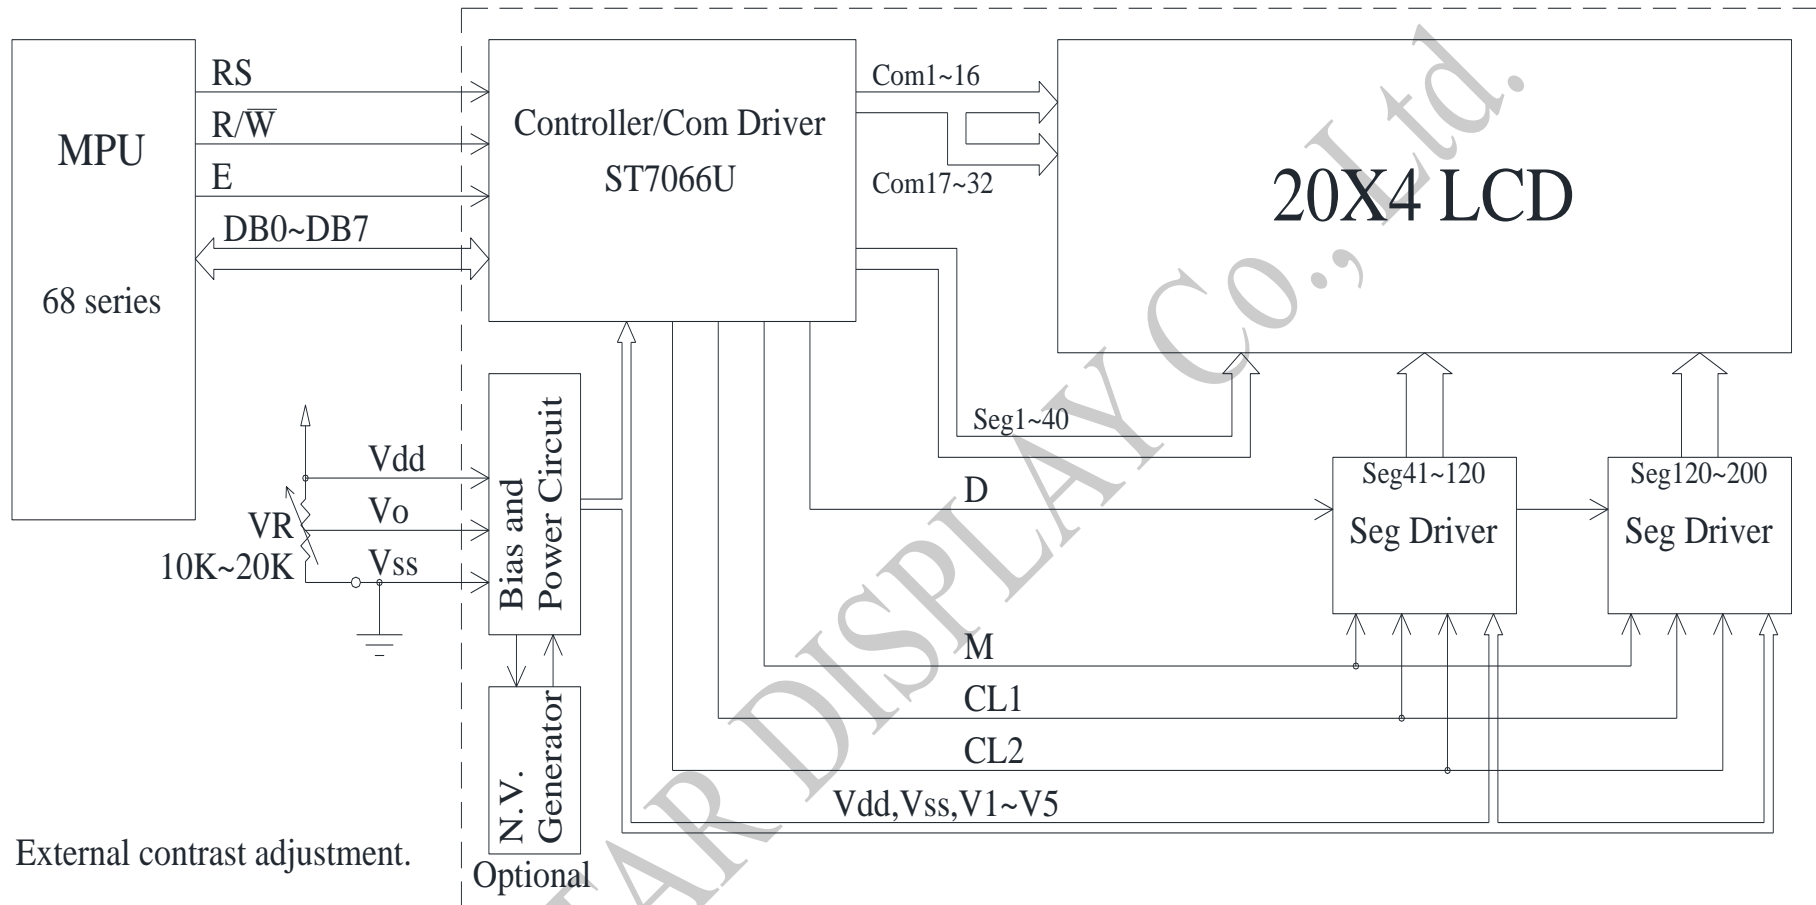 MPU
68 series
RS
R/W̅
E
DB0~DB7
Controller/Com Driver
ST7066U
Com1~16
Com17~32
20X4 LCD
Seg1~40
Vdd
Vo
Vss
VR
10K~20K
Bias and
Power Circuit
D
Seg41~120
Seg Driver
Seg120~200
Seg Driver
M
CL1
CL2
Vdd,Vss,V1~V5
N.V.
Generator
Optional
External contrast adjustment.
TAR DISPLAY Co., Ltd.